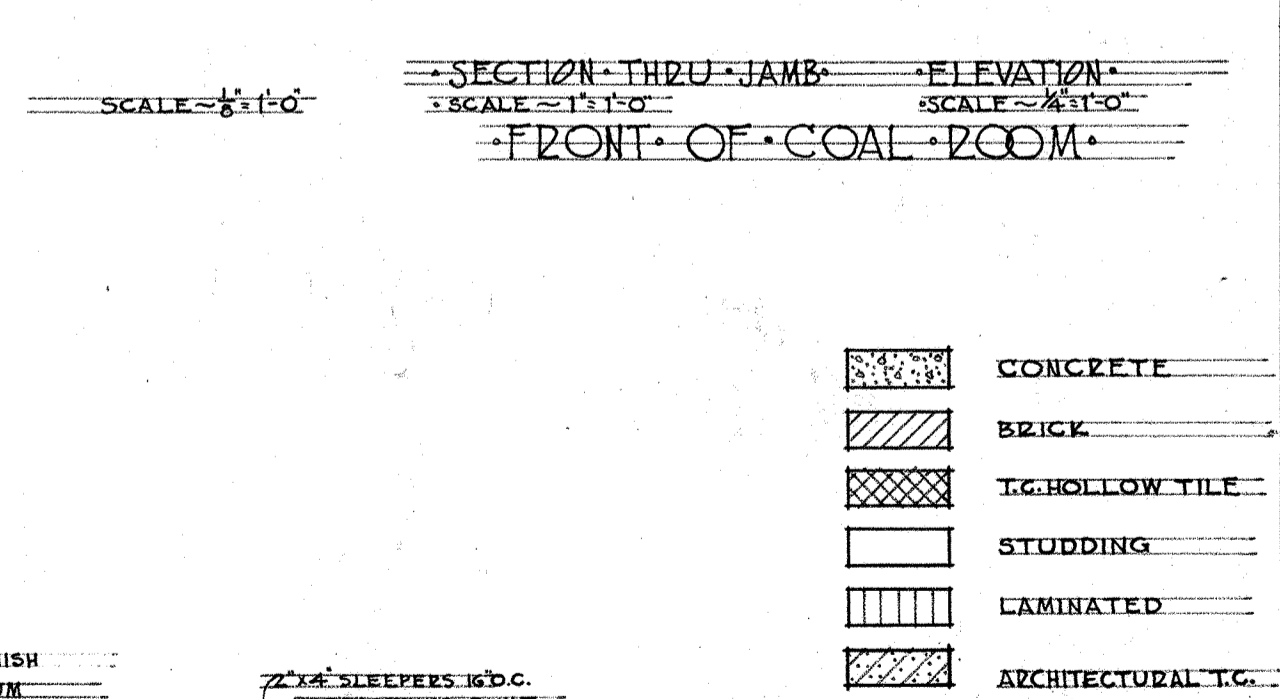 ·SECTION·THRU·JAMB·
·ELEVATION·
SCALE~1/8"=1'-0"
·SCALE~1"=1'-0"
·SCALE~1/4"=1'-0"
·FRONT·OF·COAL·ROOM·
CONCRETE
BRICK
T.C. HOLLOW TILE
STUDDING
LAMINATED
ARCHITECTURAL T.C.
2"X4" SLEEPERS 16" O.C.